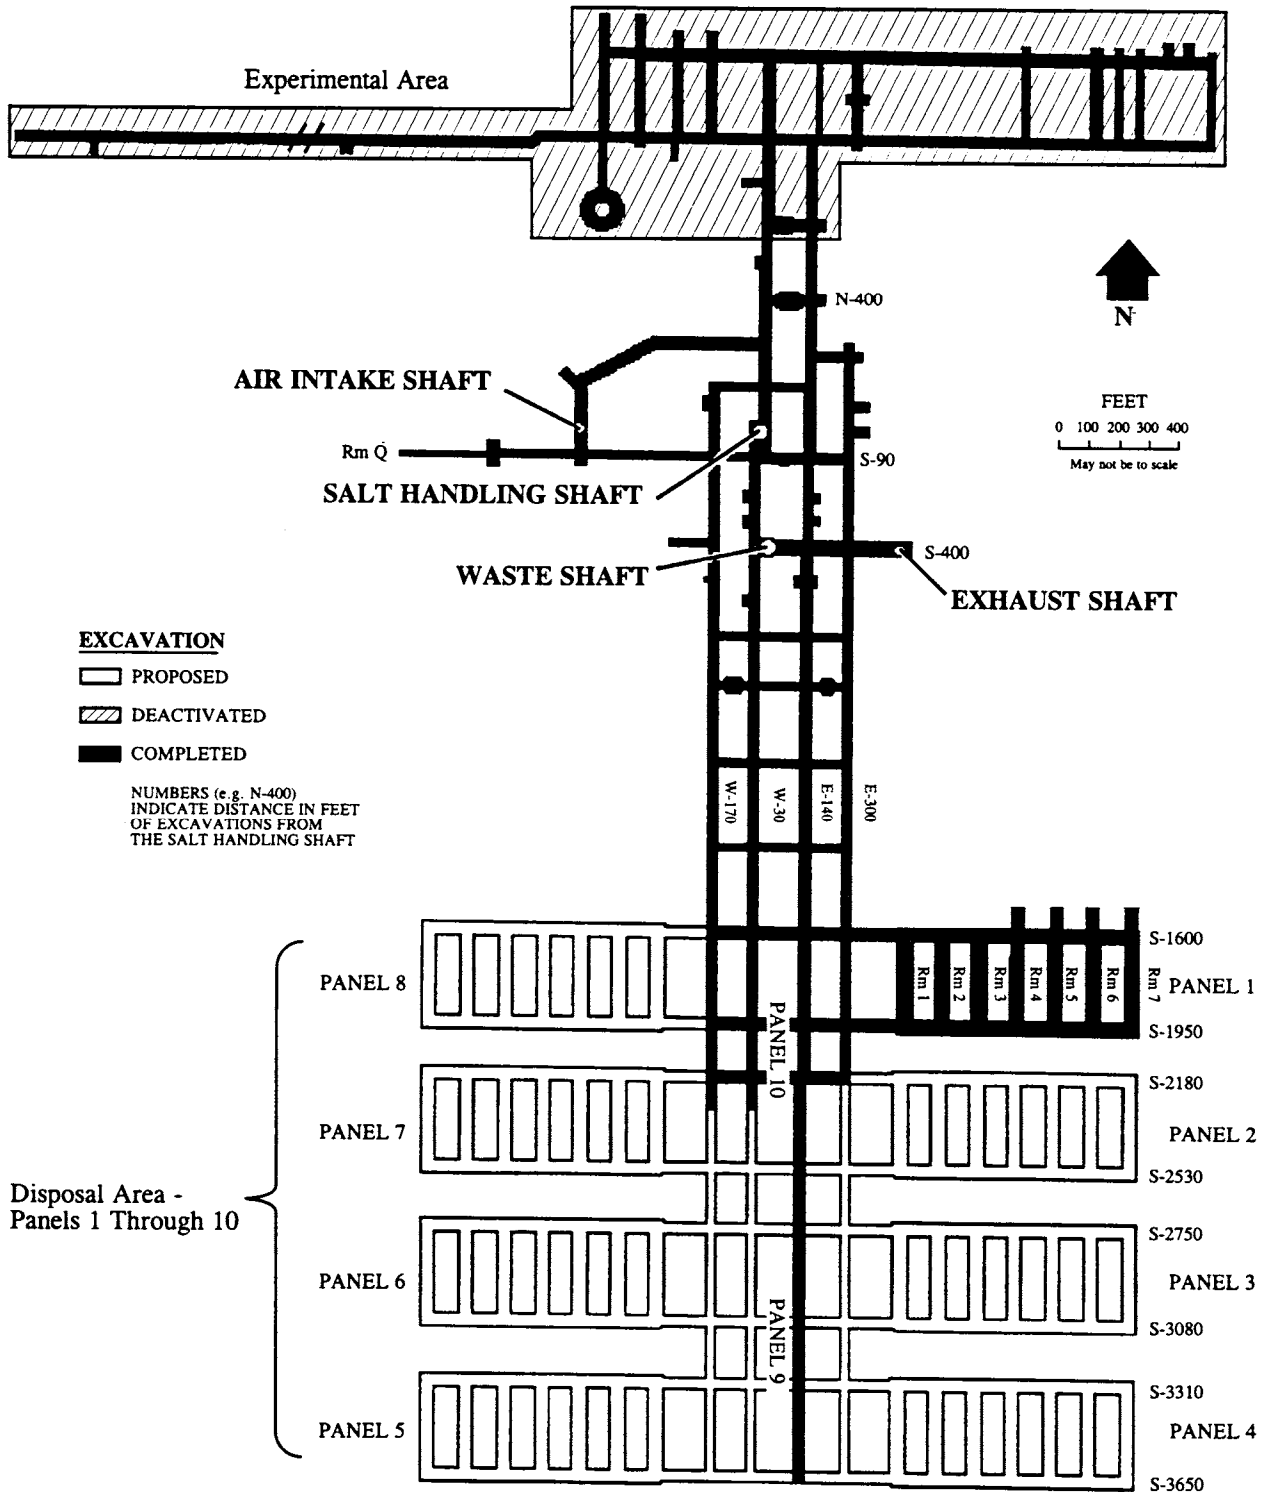 Experimental Area
N-400
N
AIR INTAKE SHAFT
FEET
0 100 200 300 400
May not be to scale
Rm Q
S-90
SALT HANDLING SHAFT
S-400
WASTE SHAFT
EXHAUST SHAFT
EXCAVATION
PROPOSED
DEACTIVATED
COMPLETED
NUMBERS (e.g. N-400)
INDICATE DISTANCE IN FEET
OF EXCAVATIONS FROM
THE SALT HANDLING SHAFT
W-170
W-30
E-140
E-300
S-1600
PANEL 8
Rm 1
Rm 2
Rm 3
Rm 4
Rm 5
Rm 6
Rm 7
PANEL 1
S-1950
PANEL 10
S-2180
PANEL 7
PANEL 2
S-2530
Disposal Area -
Panels 1 Through 10
S-2750
PANEL 6
PANEL 3
S-3080
PANEL 9
S-3310
PANEL 5
PANEL 4
S-3650